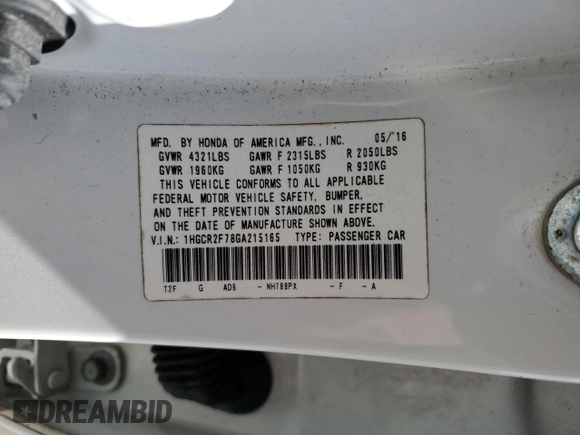 MFD. BY HONDA OF AMERICA MFG., INC. 05/'16
GVWR 4321LBS GAWR F 2315LBS R 2050LBS
GVWR 1960KG GAWR F 1050KG R 930KG
THIS VEHICLE CONFORMS TO ALL APPLICABLE
FEDERAL MOTOR VEHICLE SAFETY, BUMPER,
AND THEFT PREVENTION STANDARDS IN EFFECT
ON THE DATE OF MANUFACTURE SHOWN ABOVE.
V.I.N.: 1HGCR2F78GA215165 TYPE: PASSENGER CAR
T2F G AD6 -NH788PX -F -A
DREAMBID